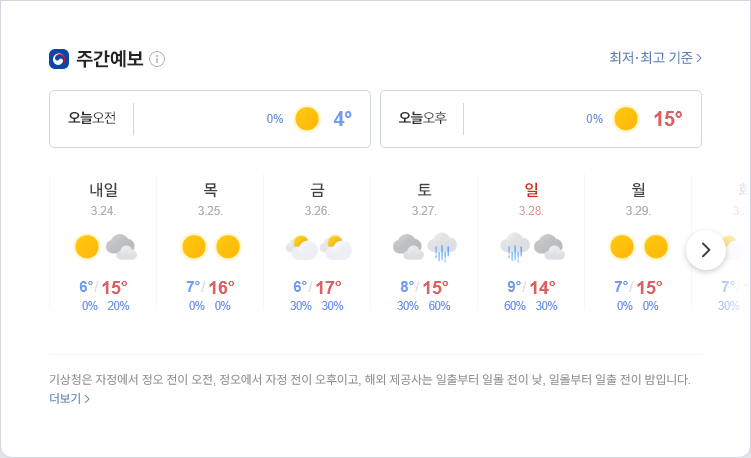 주간예보
최저·최고 기준
오늘오전 0% 4°
오늘오후 0% 15°
내일 목 금 토 일 월 화
3.24. 3.25. 3.26. 3.27. 3.28. 3.29.
6°/15° 7°/16° 6°/17° 8°/15° 9°/14° 7°/15° 7°
0% 20% 0% 0% 30% 30% 30% 60% 60% 30% 0% 0% 30%
기상청은 자정에서 정오 전이 오전, 정오에서 자정 전이 오후이고, 해외 제공사는 일출부터 일몰 전이 낮, 일몰부터 일출 전이 밤입니다.
더보기